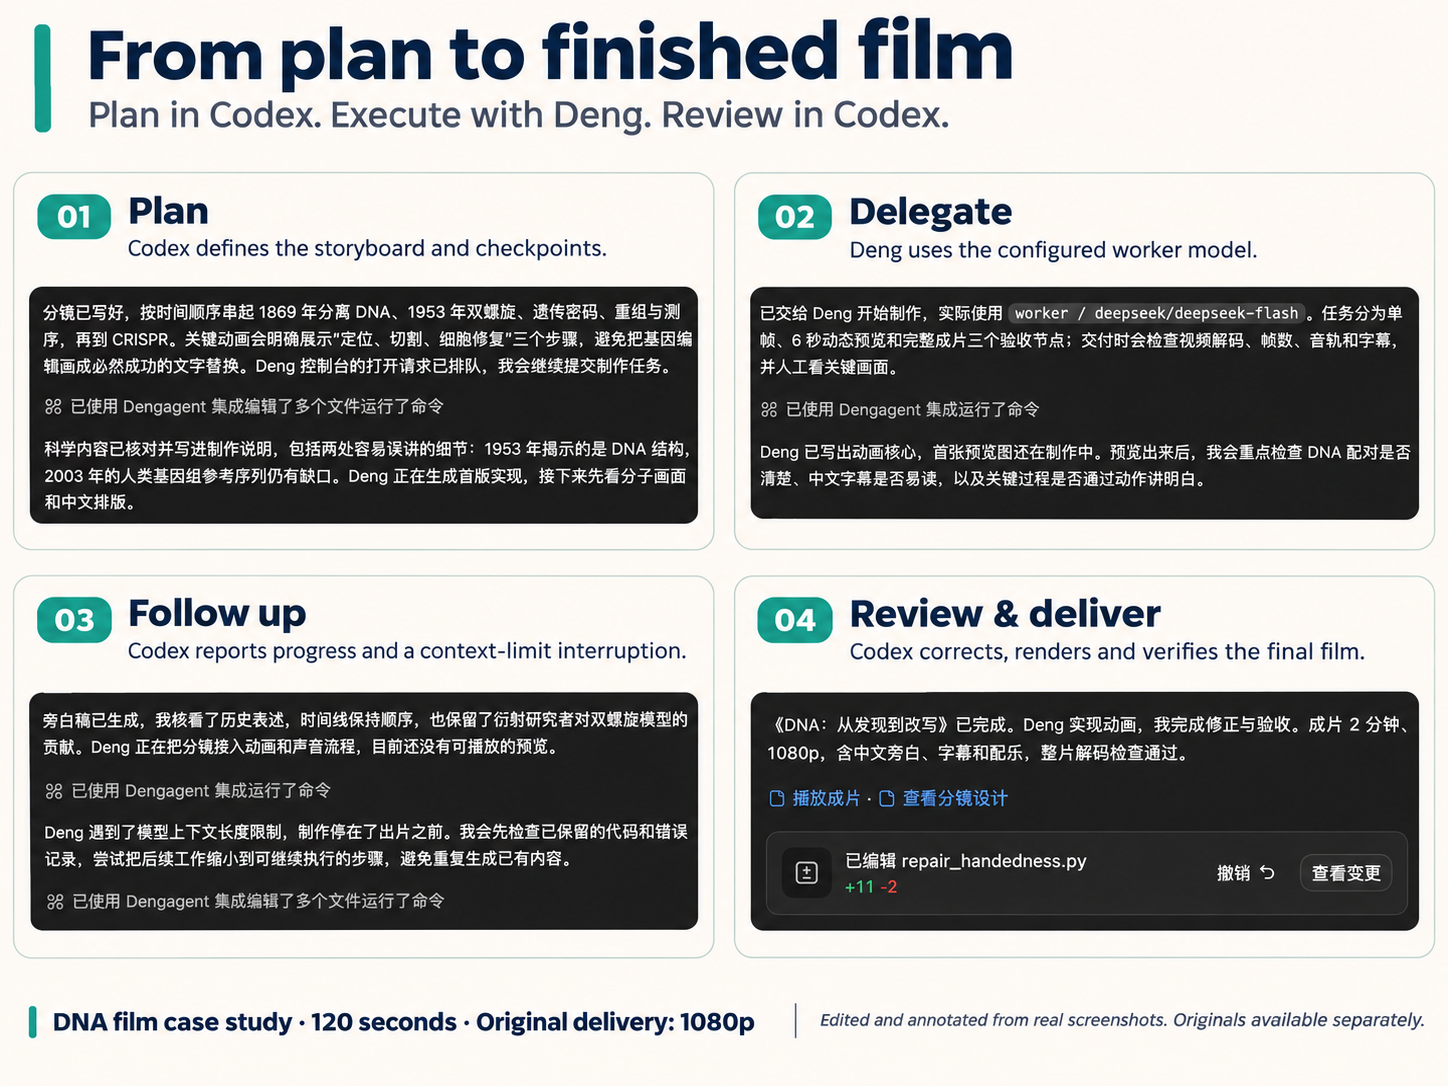 From plan to finished film
Plan in Codex. Execute with Deng. Review in Codex.
01 Plan
Codex defines the storyboard and checkpoints.
分镜已写好，按时间顺序串起 1869 年分离 DNA、1953 年双螺旋、遗传密码、重组与测
序，再到 CRISPR。关键动画会明确展示"定位、切割、细胞修复"三个步骤，避免把基因编
辑画成必然成功的文字替换。Deng 控制台的打开请求已排队，我会继续提交制作任务。
已使用 Dengagent 集成编辑了多个文件运行了命令
科学内容已核对并写进制作说明，包括两处容易误讲的细节：1953 年揭示的是 DNA 结构，
2003 年的人类基因组参考序列仍有缺口。Deng 正在生成首版实现，接下来先看分子画面
和中文排版。
02 Delegate
Deng uses the configured worker model.
已交给 Deng 开始制作，实际使用 worker / deepseek/deepseek-flash 。任务分为单
帧、6 秒动态预览和完整成片三个验收节点；交付时会检查视频解码、帧数、音轨和字幕，
并人工看关键画面。
已使用 Dengagent 集成运行了命令
Deng 已写出动画核心，首张预览图还在制作中。预览出来后，我会重点检查 DNA 配对是否
清楚、中文字幕是否易读，以及关键过程是否通过动作讲明白。
03 Follow up
Codex reports progress and a context-limit interruption.
旁白稿已生成，我核看了历史表述，时间线保持顺序，也保留了衍射研究者对双螺旋模型的
贡献。Deng 正在把分镜接入动画和声音流程，目前还没有可播放的预览。
已使用 Dengagent 集成运行了命令
Deng 遇到了模型上下文长度限制，制作停在了出片之前。我会先检查已保留的代码和错误
记录，尝试把后续工作缩小到可继续执行的步骤，避免重复生成已有内容。
已使用 Dengagent 集成编辑了多个文件运行了命令
04 Review & deliver
Codex corrects, renders and verifies the final film.
《DNA：从发现到改写》已完成。Deng 实现动画，我完成修正与验收。成片 2 分钟、
1080p，含中文旁白、字幕和配乐，整片解码检查通过。
播放成片 · 查看分镜设计
已编辑 repair_handedness.py
+11 -2
撤销
查看变更
DNA film case study · 120 seconds · Original delivery: 1080p
Edited and annotated from real screenshots. Originals available separately.